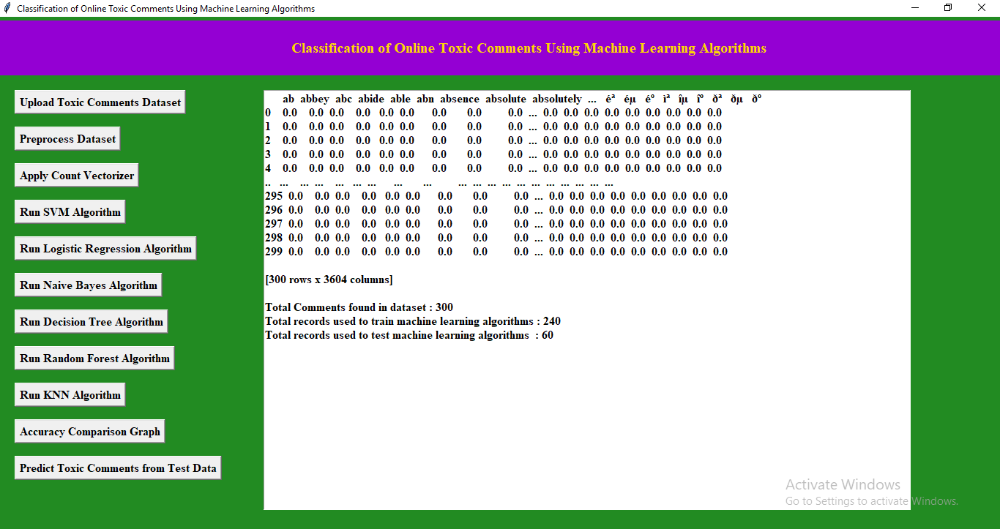 Classification of Online Toxic Comments Using Machine Learning Algorithms
Classification of Online Toxic Comments Using Machine Learning Algorithms
Upload Toxic Comments Dataset
Preprocess Dataset
Apply Count Vectorizer
Run SVM Algorithm
Run Logistic Regression Algorithm
Run Naive Bayes Algorithm
Run Decision Tree Algorithm
Run Random Forest Algorithm
Run KNN Algorithm
Accuracy Comparison Graph
Predict Toxic Comments from Test Data
ab abbey abc abide able abn absence absolute absolutely ... éª éµ éº ìª îµ îº ðª ðµ ðº
0 0.0 0.0 0.0 0.0 0.0 0.0 0.0 0.0 0.0 ... 0.0 0.0 0.0 0.0 0.0 0.0 0.0 0.0 0.0
1 0.0 0.0 0.0 0.0 0.0 0.0 0.0 0.0 0.0 ... 0.0 0.0 0.0 0.0 0.0 0.0 0.0 0.0 0.0
2 0.0 0.0 0.0 0.0 0.0 0.0 0.0 0.0 0.0 ... 0.0 0.0 0.0 0.0 0.0 0.0 0.0 0.0 0.0
3 0.0 0.0 0.0 0.0 0.0 0.0 0.0 0.0 0.0 ... 0.0 0.0 0.0 0.0 0.0 0.0 0.0 0.0 0.0
4 0.0 0.0 0.0 0.0 0.0 0.0 0.0 0.0 0.0 ... 0.0 0.0 0.0 0.0 0.0 0.0 0.0 0.0 0.0
.. ... ... ... ... ... ... ... ... ... ... ... ... ... ... ... ... ... ... ...
295 0.0 0.0 0.0 0.0 0.0 0.0 0.0 0.0 0.0 ... 0.0 0.0 0.0 0.0 0.0 0.0 0.0 0.0 0.0
296 0.0 0.0 0.0 0.0 0.0 0.0 0.0 0.0 0.0 ... 0.0 0.0 0.0 0.0 0.0 0.0 0.0 0.0 0.0
297 0.0 0.0 0.0 0.0 0.0 0.0 0.0 0.0 0.0 ... 0.0 0.0 0.0 0.0 0.0 0.0 0.0 0.0 0.0
298 0.0 0.0 0.0 0.0 0.0 0.0 0.0 0.0 0.0 ... 0.0 0.0 0.0 0.0 0.0 0.0 0.0 0.0 0.0
299 0.0 0.0 0.0 0.0 0.0 0.0 0.0 0.0 0.0 ... 0.0 0.0 0.0 0.0 0.0 0.0 0.0 0.0 0.0
[300 rows x 3604 columns]
Total Comments found in dataset : 300
Total records used to train machine learning algorithms : 240
Total records used to test machine learning algorithms : 60
Activate Windows
Go to Settings to activate Windows.